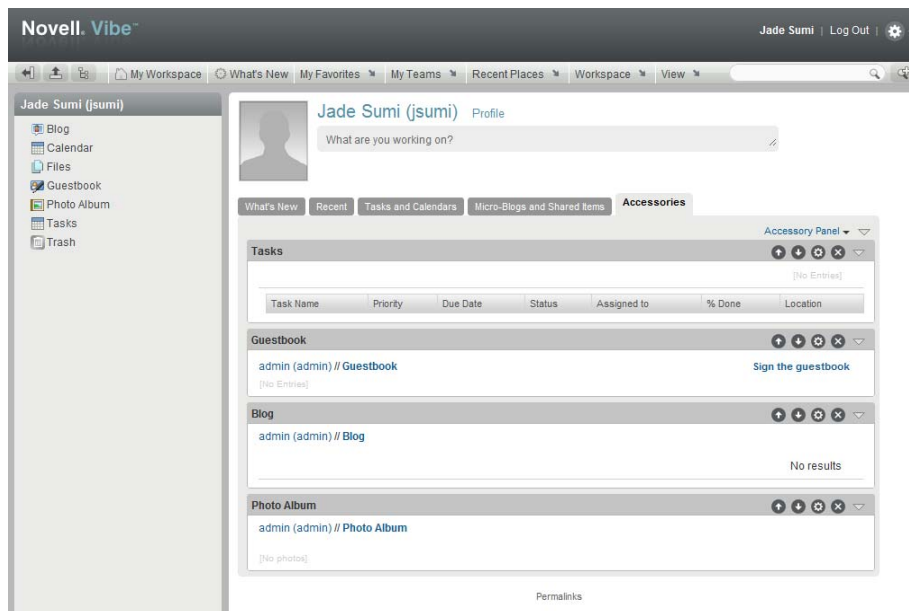 Novell. Vibe™
Jade Sumi | Log Out |
My Workspace What's New My Favorites My Teams Recent Places Workspace View
Jade Sumi (jsumi)
Blog
Calendar
Files
Guestbook
Photo Album
Tasks
Trash
Jade Sumi (jsumi) Profile
What are you working on?
What's New Recent Tasks and Calendars Micro-Blogs and Shared Items Accessories
Accessory Panel
Tasks
[No Entries]
Task Name Priority Due Date Status Assigned to % Done Location
Guestbook
admin (admin) // Guestbook Sign the guestbook
[No Entries]
Blog
admin (admin) // Blog
No results
Photo Album
admin (admin) // Photo Album
[No photos]
Permalinks